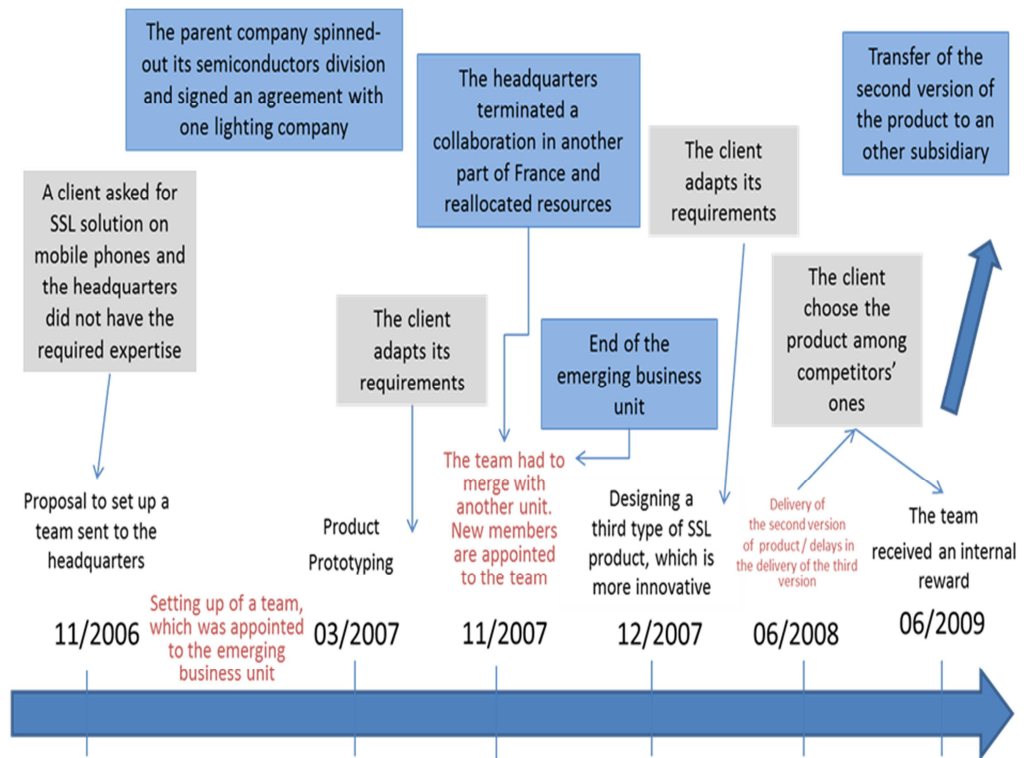 The parent company spinned-
out its semiconductors division
and signed an agreement with
one lighting company
The headquarters
terminated a
collaboration in another
part of France and
reallocated resources
Transfer of the
second version of
the product to an
other subsidiary
The client
adapts its
requirements
A client asked for
SSL solution on
mobile phones and
the headquarters
did not have the
required expertise
The client
adapts its
requirements
End of the
emerging business
unit
The client
choose the
product among
competitors’
ones
Proposal to set up a
team sent to the
headquarters
Setting up of a team,
which was appointed
to the emerging
business unit
Product
Prototyping
The team had to
merge with
another unit.
New members
are appointed
to the team
Designing a
third type of SSL
product, which is
more innovative
Delivery of
the second version
of product/ delays in
the delivery of the third
version
The team
received an internal
reward
11/2006
03/2007
11/2007
12/2007
06/2008
06/2009